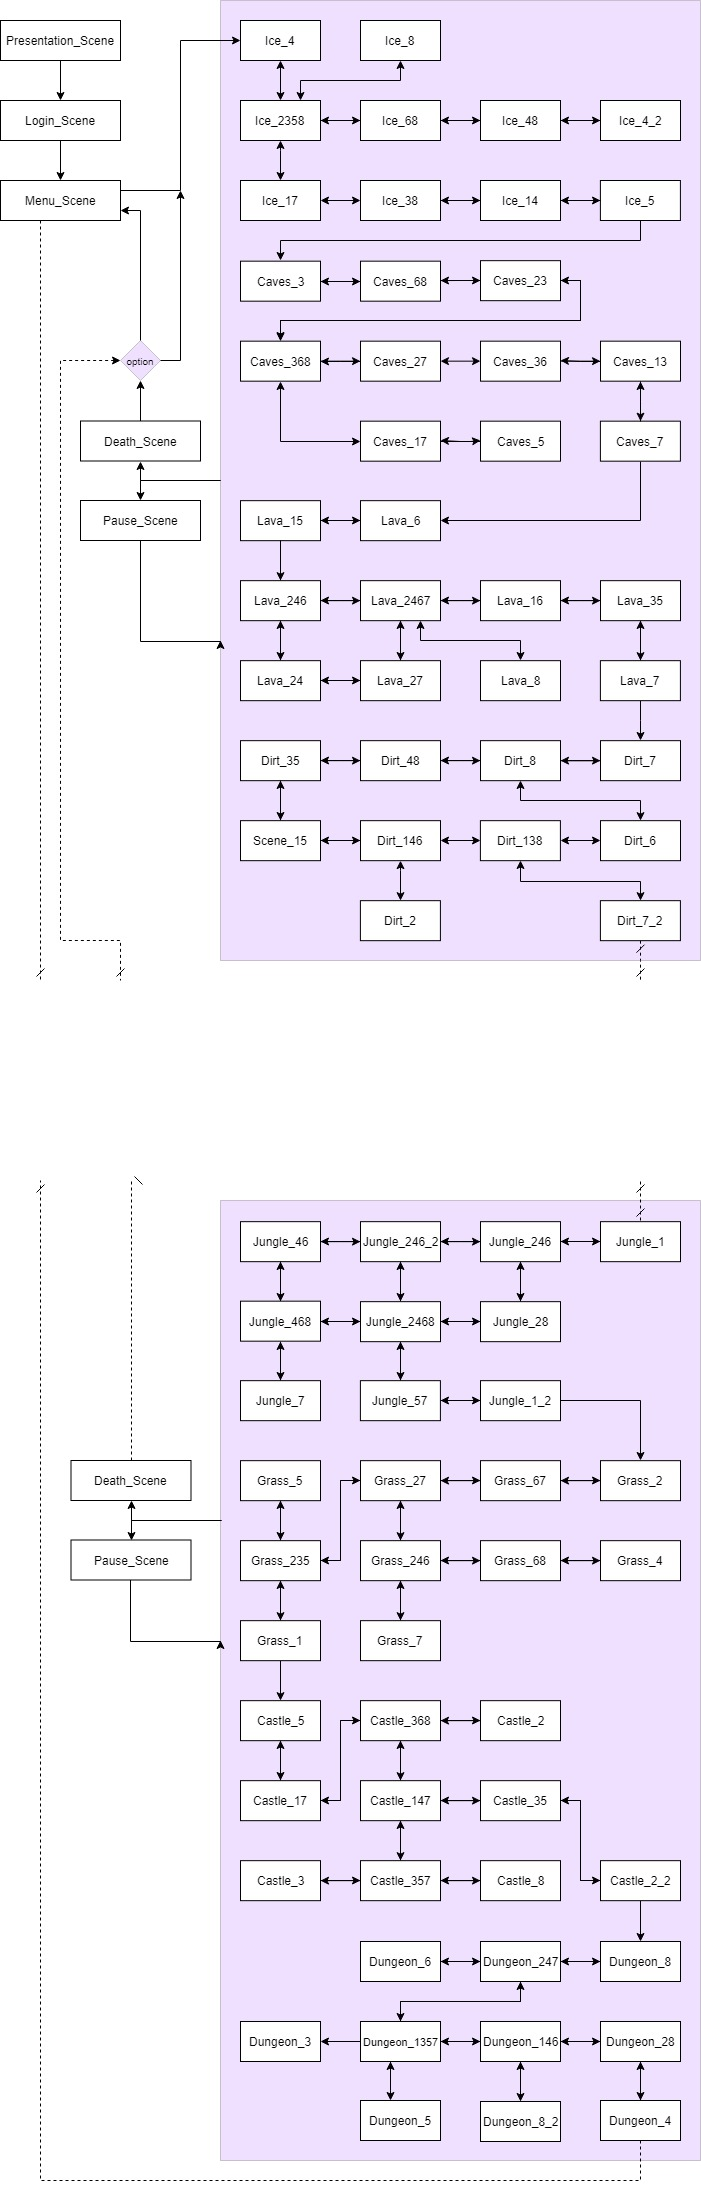 Presentation_Scene
Ice_4
Ice_8
Login_Scene
Ice_2358
Ice_68
Ice_48
Ice_4_2
Menu_Scene
Ice_17
Ice_38
Ice_14
Ice_5
Caves_3
Caves_68
Caves_23
option
Caves_368
Caves_27
Caves_36
Caves_13
Death_Scene
Caves_17
Caves_5
Caves_7
Pause_Scene
Lava_15
Lava_6
Lava_246
Lava_2467
Lava_16
Lava_35
Lava_24
Lava_27
Lava_8
Lava_7
Dirt_35
Dirt_48
Dirt_8
Dirt_7
Scene_15
Dirt_146
Dirt_138
Dirt_6
Dirt_2
Dirt_7_2
Jungle_46
Jungle_246_2
Jungle_246
Jungle_1
Jungle_468
Jungle_2468
Jungle_28
Jungle_7
Jungle_57
Jungle_1_2
Death_Scene
Grass_5
Grass_27
Grass_67
Grass_2
Pause_Scene
Grass_235
Grass_246
Grass_68
Grass_4
Grass_1
Grass_7
Castle_5
Castle_368
Castle_2
Castle_17
Castle_147
Castle_35
Castle_3
Castle_357
Castle_8
Castle_2_2
Dungeon_6
Dungeon_247
Dungeon_8
Dungeon_3
Dungeon_1357
Dungeon_146
Dungeon_28
Dungeon_5
Dungeon_8_2
Dungeon_4